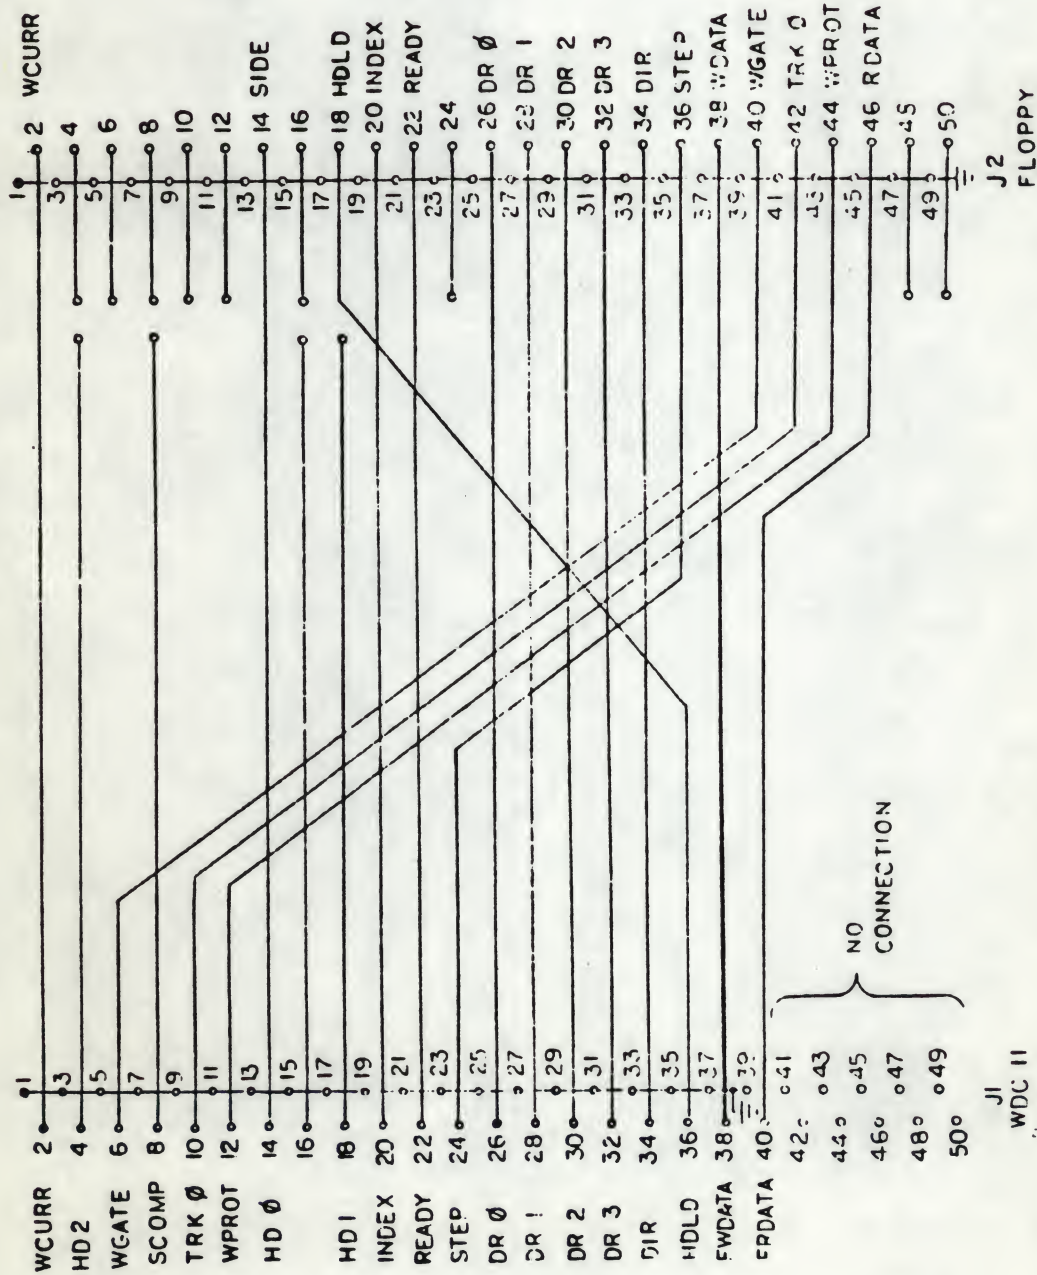 WCURR 2
HD2 4
WGATE 6
SCOMP 8
TRK Ø 10
WPROT 12
HD Ø 14
16
HD1 18
INDEX 20
READY 22
STEP 24
DR Ø 26
DR 1 28
DR 2 30
DR 3 32
DIR 34
HDLD 36
FWDATA 38
FRDATA 40
42
44
46
48
50
1
3
5
7
9
11
13
15
17
19
21
23
25
27
29
31
33
35
37
39
41
43
45
47
49
J1
WDC 11
NO
CONNECTION
1
3
5
7
9
11
13
15
17
19
21
23
25
27
29
31
33
35
37
39
41
43
45
47
49
2 WCURR
4
6
8
10
12
14 SIDE
16
18 HDLD
20 INDEX
22 READY
24
26 DR Ø
28 DR 1
30 DR 2
32 DR 3
34 DIR
36 STEP
38 WDATA
40 WGATE
42 TRK 0
44 WPROT
46 RDATA
48
50
J2
FLOPPY